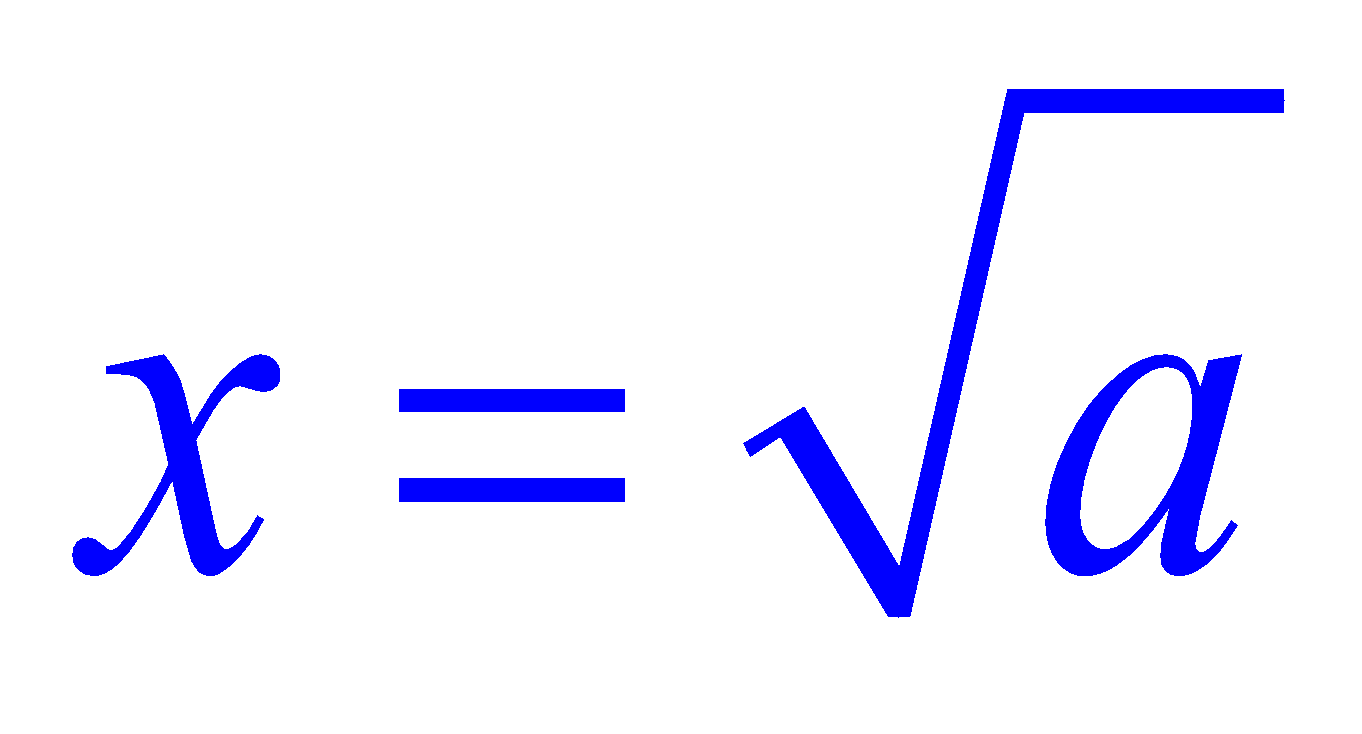 x = √a